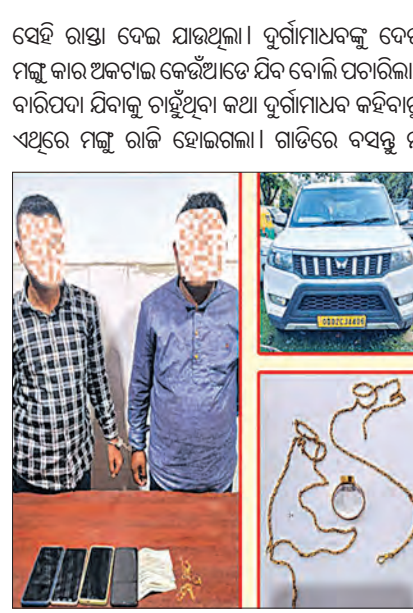 ସେହି ରାସ୍ତା ଦେଇ ଯାଉଥିଲା। ଦୁର୍ଗାମାଧବଙ୍କୁ
ମଙ୍ଗୁ କାର ଅଟକାଇ କେଉଁଆଡେ ଯିବ ବୋଲି ପଚାରିଲା
ବାରିପଦା ଯିବାକୁ ଚାହୁଁଥିବା କଥା ଦୁର୍ଗାମାଧବ
ଏଥିରେ ମଙ୍ଗୁ ରାଜି ହୋଇଗଲା। ଗାଡିରେ ବସନ୍ତୁ